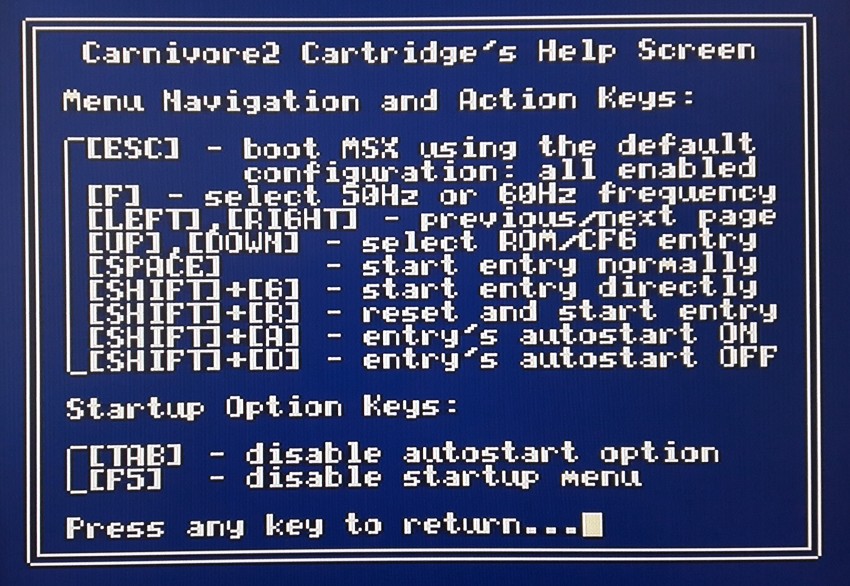 Carnivore2 Cartridge's Help Screen
Menu Navigation and Action Keys:
[ESC] - boot MSX using the default
configuration: all enabled
[F] - select 50Hz or 60Hz frequency
[LEFT],[RIGHT] - previous/next page
[UP],[DOWN] - select ROM/CFG entry
[SPACE] - start entry normally
[SHIFT]+[G] - start entry directly
[SHIFT]+[R] - reset and start entry
[SHIFT]+[A] - entry's autostart ON
[SHIFT]+[D] - entry's autostart OFF
Startup Option Keys:
[TAB] - disable autostart option
[F5] - disable startup menu
Press any key to return...